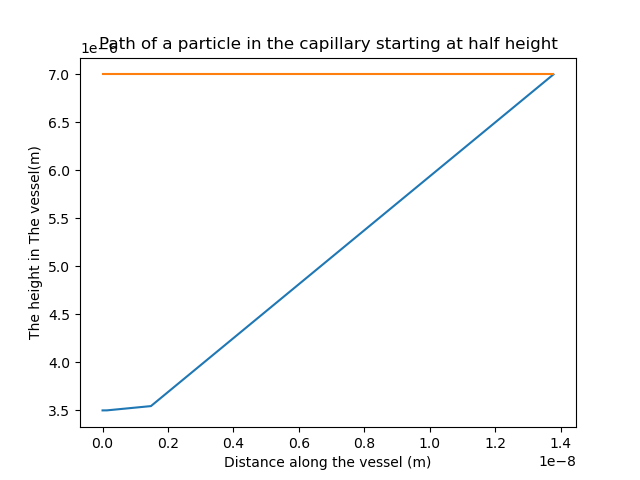 Path of a particle in the capillary starting at half height
1e−6
7.0
6.5
6.0
5.5
5.0
4.5
4.0
3.5
The height in The vessel(m)
0.0 0.2 0.4 0.6 0.8 1.0 1.2 1.4
1e−8
Distance along the vessel (m)